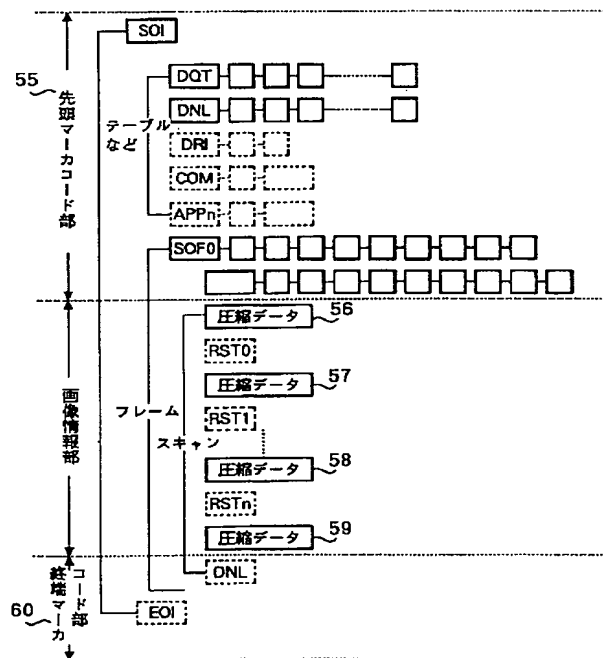 SOI
55
先頭マーカコード部
DQT
DNL
テーブル
など
DRI
COM
APPn
SOF0
圧縮データ
56
RST0
圧縮データ
57
画像情報部
フレーム
RST1
スキャン
圧縮データ
58
RSTn
圧縮データ
59
DNL
終端マーカ
コード部
60
EOI